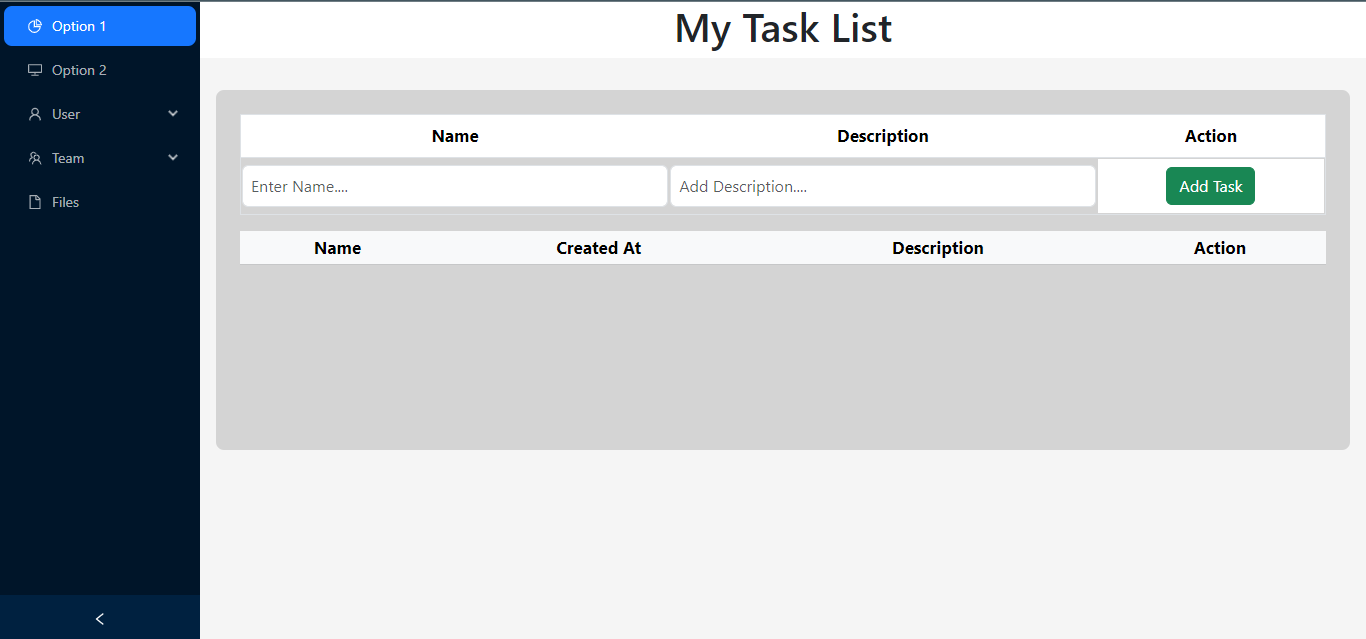 Option 1
Option 2
User
Team
Files
My Task List
Name Description Action
Enter Name.... Add Description.... Add Task
Name Created At Description Action